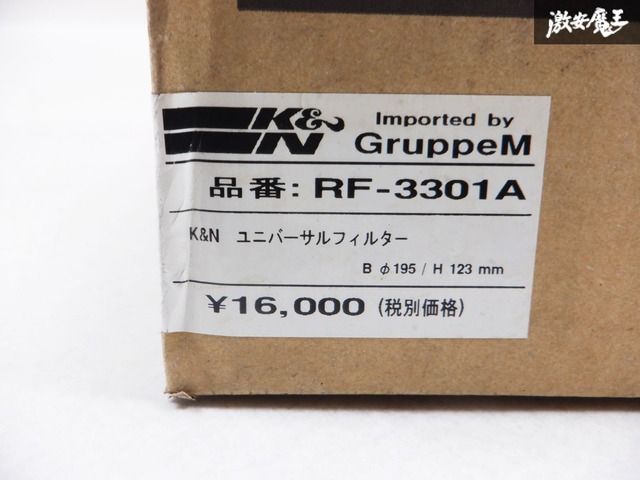 激安魔王
K&N
Imported by
GruppeM
品番: RF-3301A
K&N ユニバーサルフィルター
B φ195 / H 123 mm
¥16,000 (税別価格)